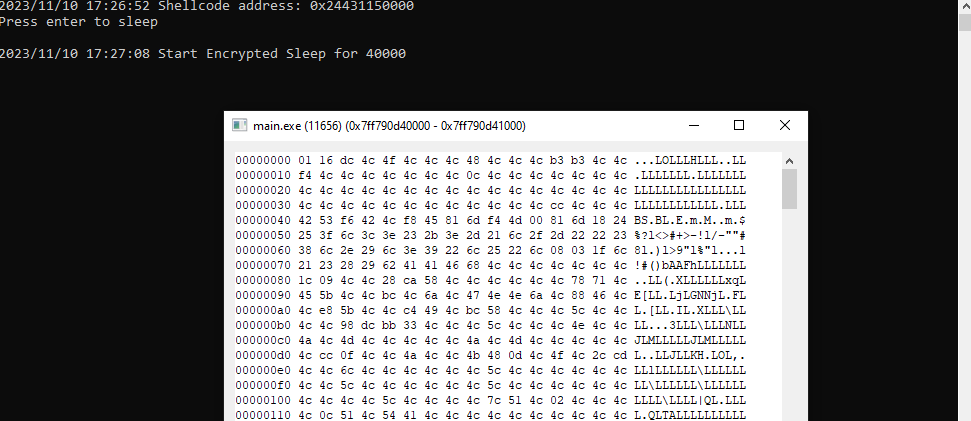 2023/11/10 17:26:52 Shellcode address: 0x24431150000
Press enter to sleep
2023/11/10 17:27:08 Start Encrypted Sleep for 40000
main.exe (11656) (0x7ff790d40000 - 0x7ff790d41000)
00000000 01 16 dc 4c 4f 4c 4c 4c 48 4c 4c 4c b3 b3 4c 4c ...LOLLLHLLL..LL
00000010 f4 4c 4c 4c 4c 4c 4c 4c 0c 4c 4c 4c 4c 4c 4c 4c .LLLLLLL.LLLLLLL
00000020 4c 4c 4c 4c 4c 4c 4c 4c 4c 4c 4c 4c 4c 4c 4c 4c LLLLLLLLLLLLLLLL
00000030 4c 4c 4c 4c 4c 4c 4c 4c 4c 4c 4c 4c cc 4c 4c 4c LLLLLLLLLLLL.LLL
00000040 42 53 f6 42 4c f8 45 81 6d f4 4d 00 81 6d 18 24 BS.BL.E.m.M..m.$
00000050 25 3f 6c 3c 3e 23 2b 3e 2d 21 6c 2f 2d 22 22 23 %?l<>#+>-!l/-""#
00000060 38 6c 2e 29 6c 3e 39 22 6c 25 22 6c 08 03 1f 6c 8l.)l>9"l%"l...l
00000070 21 23 28 29 62 41 41 46 68 4c 4c 4c 4c 4c 4c 4c !#()bAAFhLLLLLLL
00000080 1c 09 4c 4c 28 ca 58 4c 4c 4c 4c 4c 4c 78 71 4c ..LL(.XLLLLLLxqL
00000090 45 5b 4c 4c bc 4c 6a 4c 47 4e 4e 6a 4c 88 46 4c E[LL.LjLGNNjL.FL
000000a0 4c e8 5b 4c 4c c4 49 4c bc 58 4c 4c 4c 5c 4c 4c L.[LL.IL.XLLL\LL
000000b0 4c 4c 98 dc bb 33 4c 4c 4c 5c 4c 4c 4c 4e 4c 4c LL...3LLL\LLLNLL
000000c0 4a 4c 4d 4c 4c 4c 4c 4c 4a 4c 4d 4c 4c 4c 4c 4c JLMLLLLLJLMLLLLL
000000d0 4c cc 0f 4c 4c 4a 4c 4c 4b 48 0d 4c 4f 4c 2c cd L..LLJLLKH.LOL,.
000000e0 4c 4c 6c 4c 4c 4c 4c 4c 4c 5c 4c 4c 4c 4c 4c 4c LLlLLLLLL\LLLLLL
000000f0 4c 4c 5c 4c 4c 4c 4c 4c 4c 5c 4c 4c 4c 4c 4c 4c LL\LLLLLL\LLLLLL
00000100 4c 4c 4c 4c 5c 4c 4c 4c 4c 7c 51 4c 02 4c 4c 4c LLLL\LLLL|QL.LLL
00000110 4c 0c 51 4c 54 41 4c 4c 4c 4c 4c 4c 4c 4c 4c 4c L.QLTALLLLLLLLLL